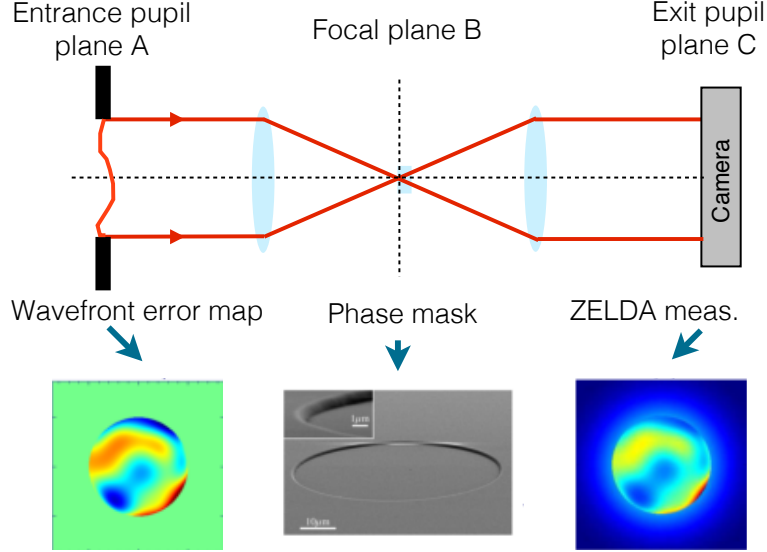 Entrance pupil
plane A
Focal plane B
Exit pupil
plane C
Camera
Wavefront error map
Phase mask
ZELDA meas.
1μm
10μm